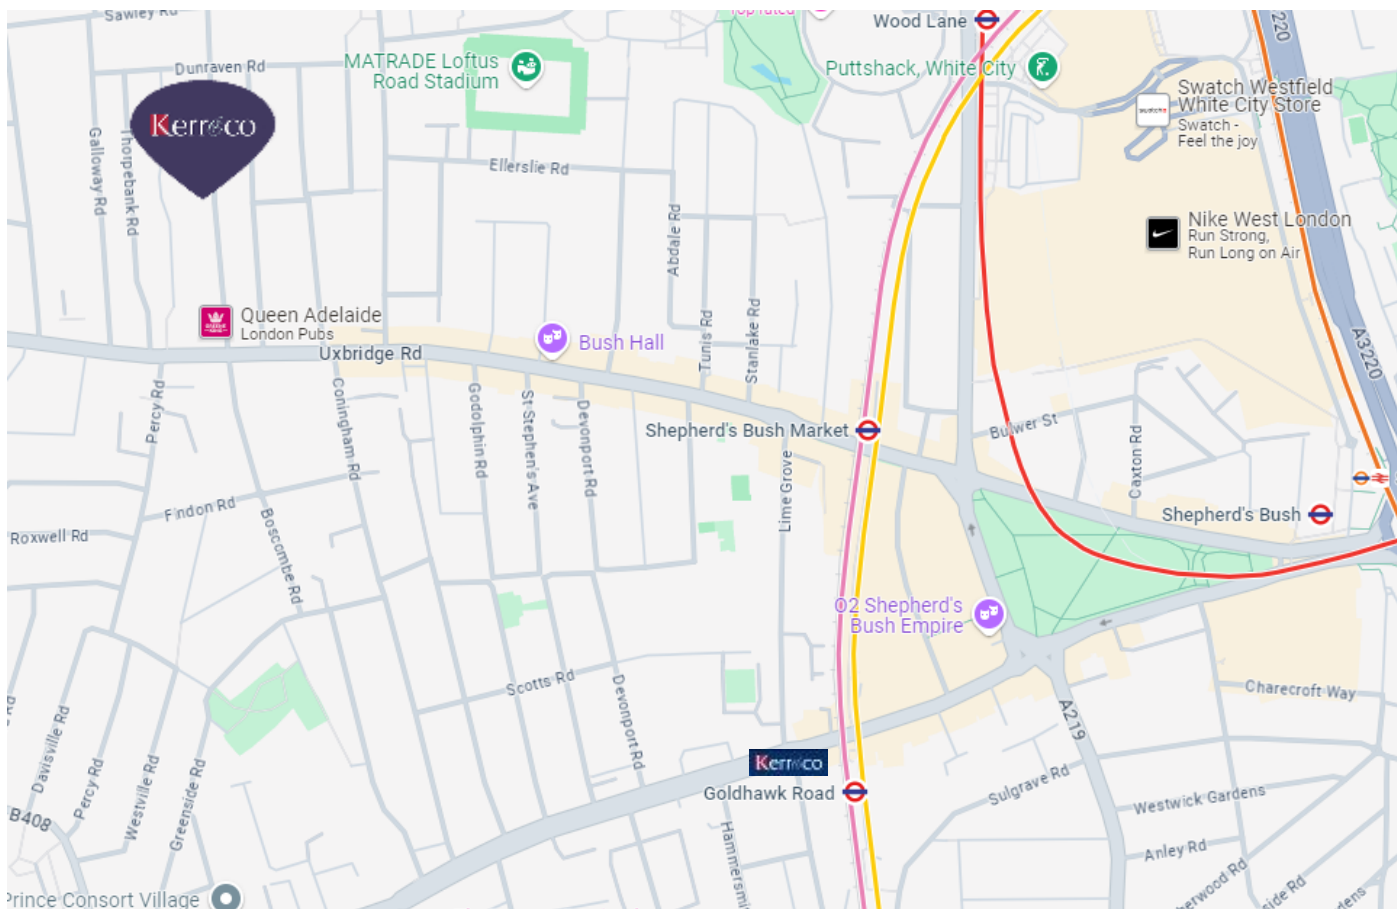 Sawley Rd
Top rated
Wood Lane
A3220
Dunraven Rd
MATRADE Loftus
Road Stadium
Puttshack, White City
Swatch Westfield
White City Store
Swatch -
Feel the joy
Kerr&co
Galloway Rd
Thorpebank Rd
Ellerslie Rd
Abdale Rd
Nike West London
Run Strong,
Run Long on Air
Queen Adelaide
London Pubs
Uxbridge Rd
Bush Hall
Tunis Rd
Stanlake Rd
A3220
Percy Rd
Coningham Rd
Godolphin Rd
St Stephen's Ave
Devonport Rd
Shepherd's Bush Market
Bulwer St
Caxton Rd
Lime Grove
Findon Rd
Roxwell Rd
Boscombe Rd
Shepherd's Bush
O2 Shepherd's
Bush Empire
Scotts Rd
Devonport Rd
Charecroft Way
A219
Davisville Rd
Percy Rd
Westville Rd
Greenside Rd
Kerr&co
Goldhawk Road
Sulgrave Rd
Westwick Gardens
B408
Anley Rd
Prince Consort Village